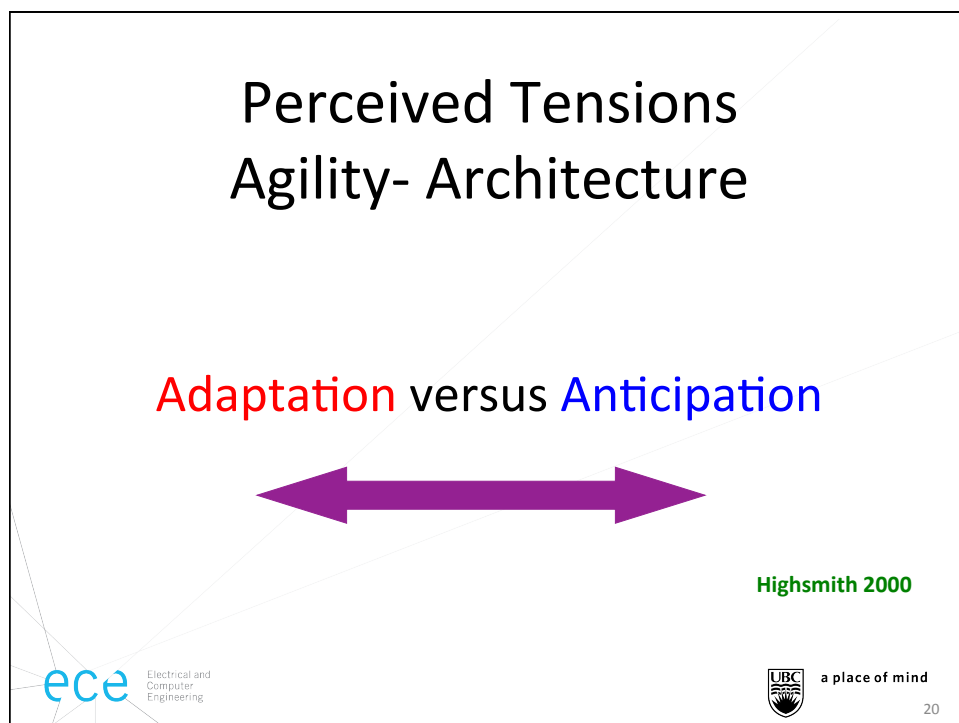 Perceived Tensions
Agility- Architecture
Adaptation versus Anticipation
Highsmith 2000
ece
Electrical and
Computer
Engineering
UBC
a place of mind
20